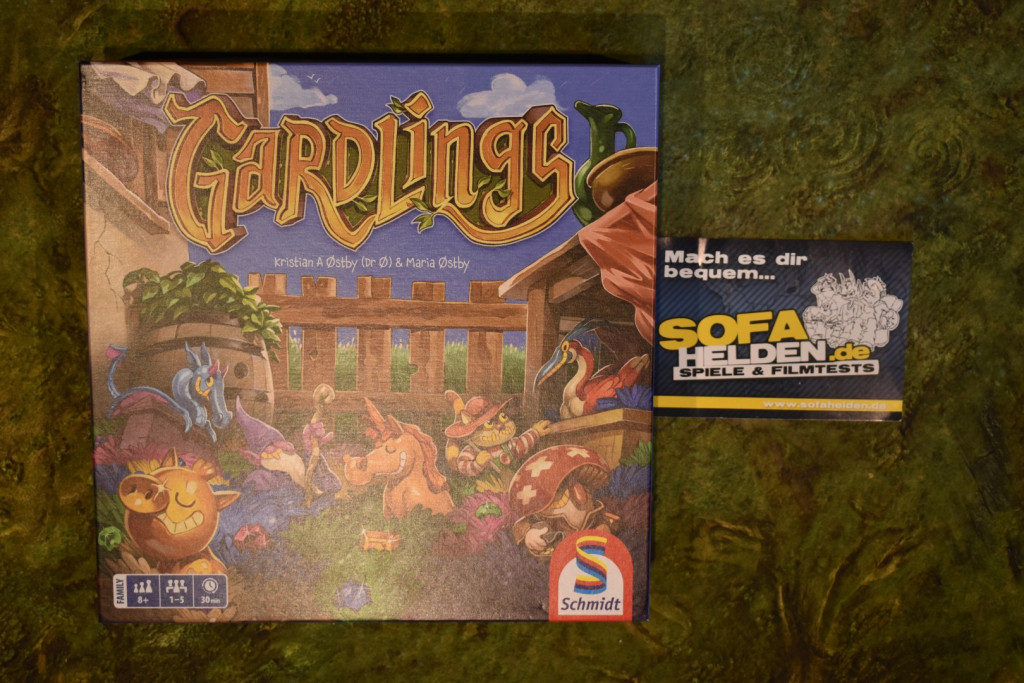 Gardlings
Kristian A Østby (Dr Ø) & Maria Østby
FAMILY
8+
1-5
30 min
Schmidt
Mach es dir
bequem...
SOFA
HELDEN.de
SPIELE & FILMTESTS
www.sofahelden.de